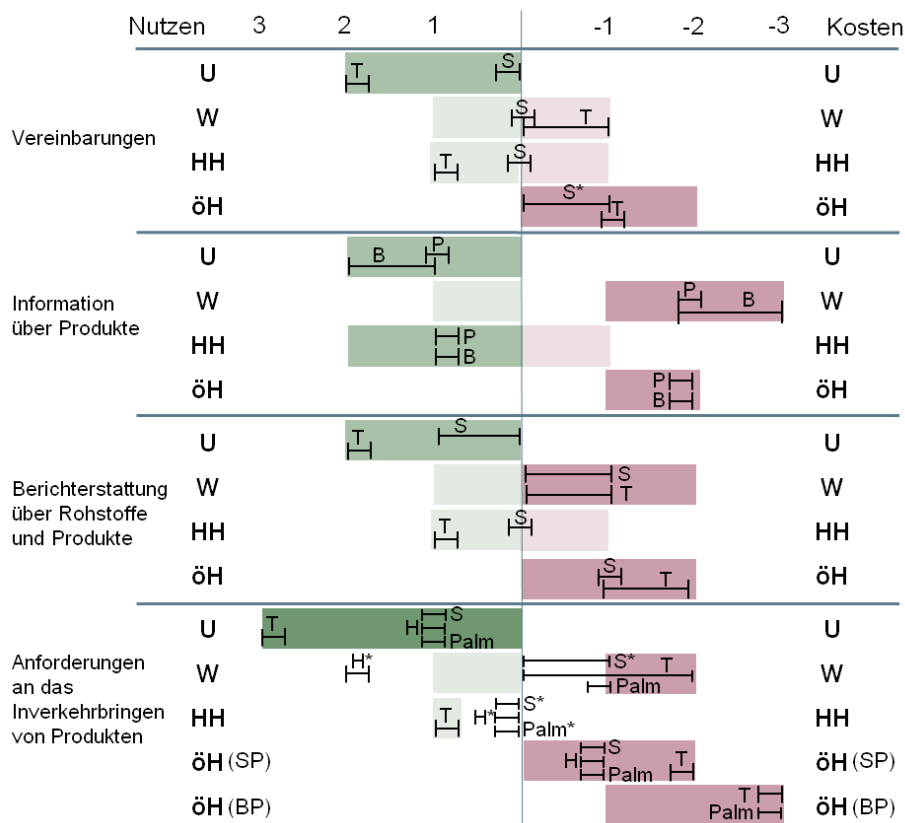 Nutzen 3 2 1 -1 -2 -3 Kosten
U T S U
W S T W
Vereinbarungen
HH T S HH
öH S* T öH
U B P U
Information
über Produkte
W P B W
HH P HH
B
öH P öH
B
U T S U
Berichterstattung
über Rohstoffe
und Produkte
W S W
T
HH T S HH
öH S T öH
U T H S U
Palm
Anforderungen
an das
Inverkehrbringen
von Produkten
W H* S* T W
Palm
HH T H* S* HH
Palm*
öH (SP) H S T öH (SP)
Palm
öH (BP) T öH (BP)
Palm